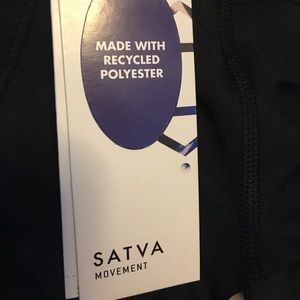 MADE WITH
RECYCLED
POLYESTER
SATVA
MOVEMENT